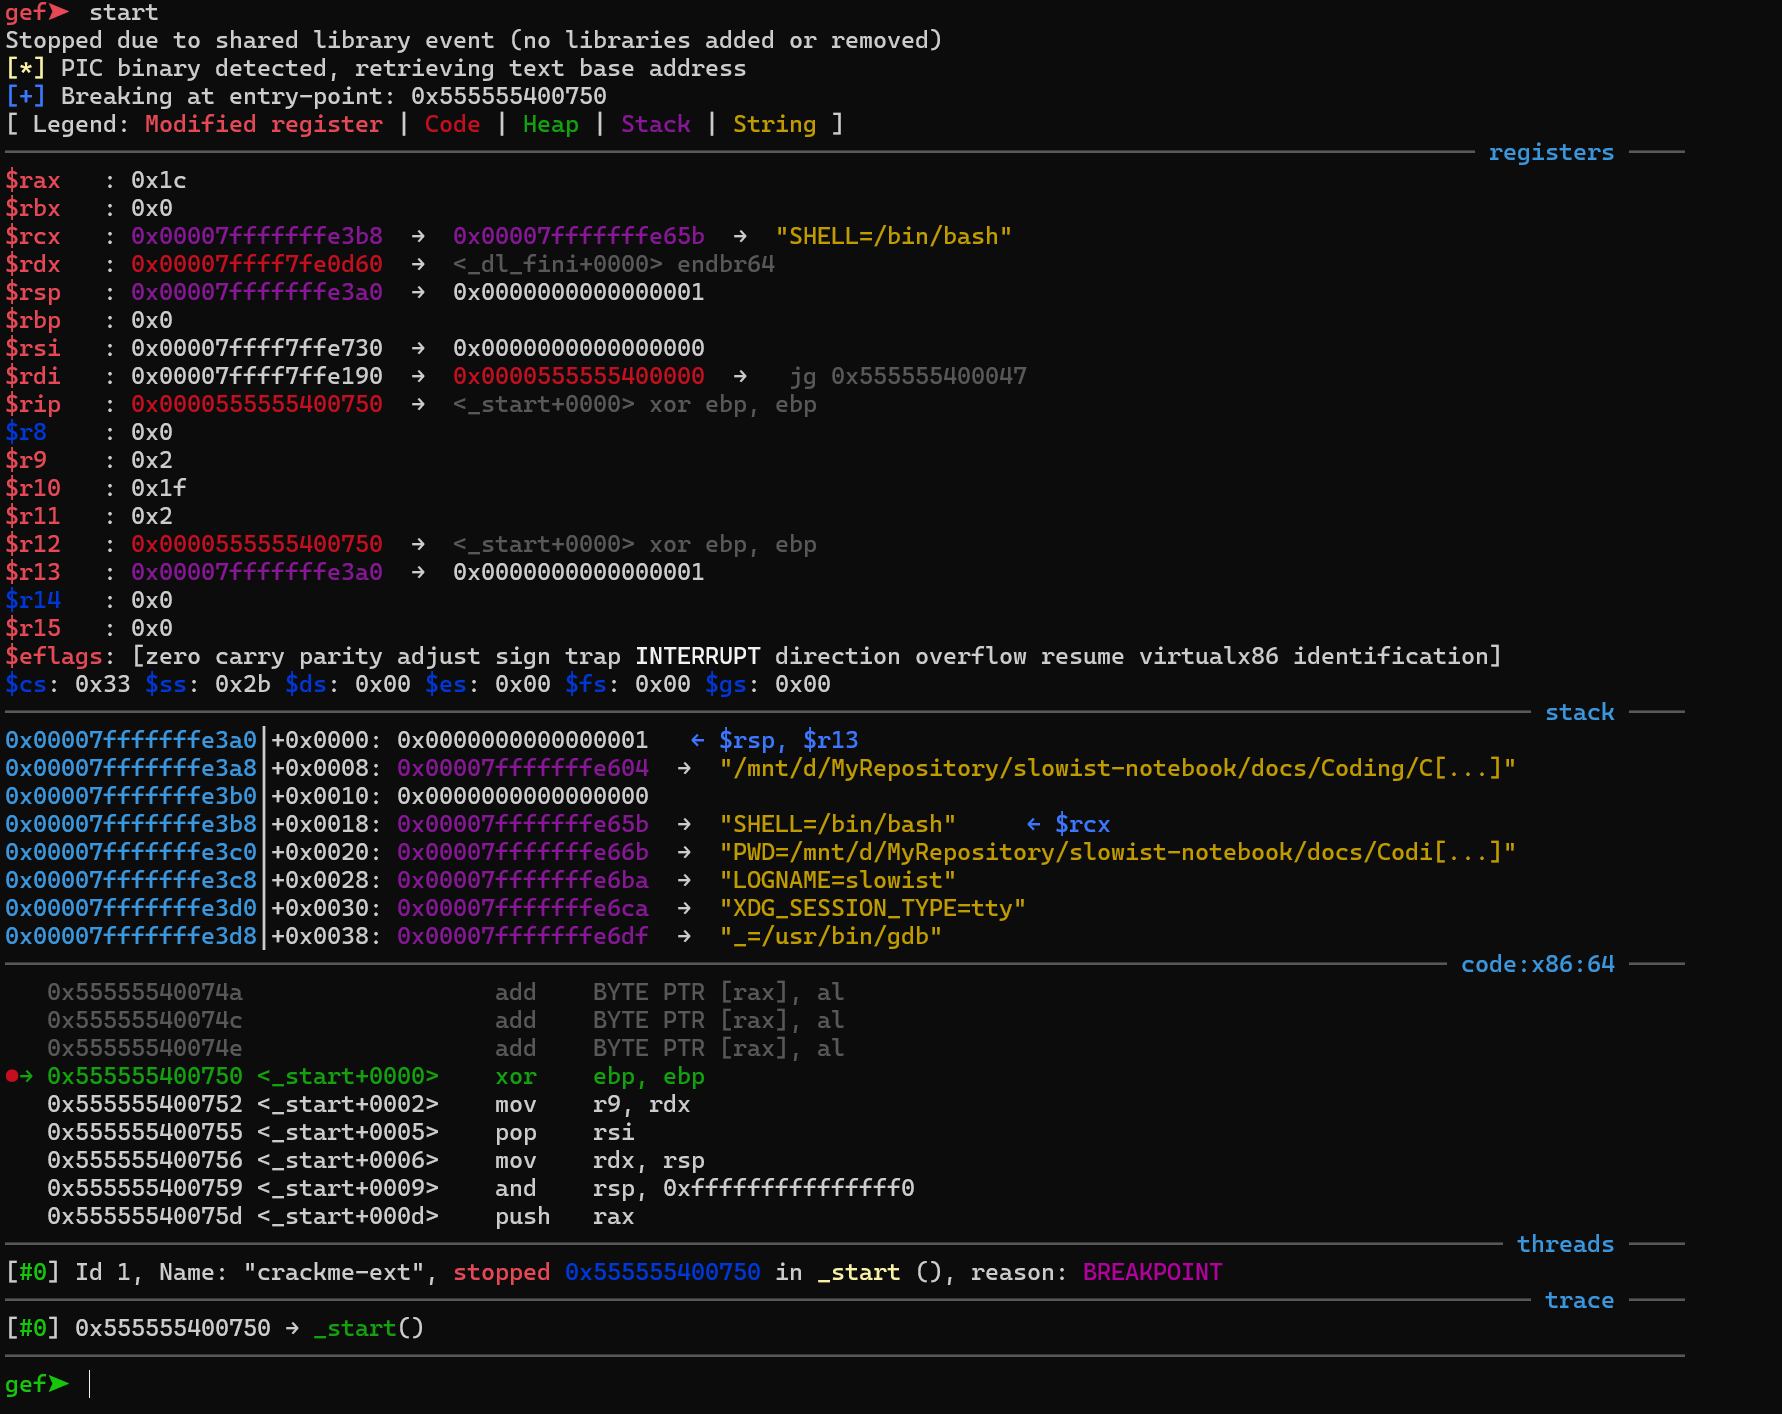 gef➤  start
Stopped due to shared library event (no libraries added or removed)
[*] PIC binary detected, retrieving text base address
[+] Breaking at entry-point: 0x555555400750
[ Legend: Modified register | Code | Heap | Stack | String ]
registers
$rax   : 0x1c
$rbx   : 0x0
$rcx   : 0x00007fffffffe3b8  →  0x00007fffffffe65b  →  "SHELL=/bin/bash"
$rdx   : 0x00007ffff7fe0d60  →  <_dl_fini+0000> endbr64
$rsp   : 0x00007fffffffe3a0  →  0x0000000000000001
$rbp   : 0x0
$rsi   : 0x00007ffff7ffe730  →  0x0000000000000000
$rdi   : 0x00007ffff7ffe190  →  0x0000555555400000  →   jg 0x555555400047
$rip   : 0x0000555555400750  →  <_start+0000> xor ebp, ebp
$r8    : 0x0
$r9    : 0x2
$r10   : 0x1f
$r11   : 0x2
$r12   : 0x0000555555400750  →  <_start+0000> xor ebp, ebp
$r13   : 0x00007fffffffe3a0  →  0x0000000000000001
$r14   : 0x0
$r15   : 0x0
$eflags: [zero carry parity adjust sign trap INTERRUPT direction overflow resume virtualx86 identification]
$cs: 0x33 $ss: 0x2b $ds: 0x00 $es: 0x00 $fs: 0x00 $gs: 0x00
stack
0x00007fffffffe3a0│+0x0000: 0x0000000000000001   ← $rsp, $r13
0x00007fffffffe3a8│+0x0008: 0x00007fffffffe604  →  "/mnt/d/MyRepository/slowist-notebook/docs/Coding/C[...]"
0x00007fffffffe3b0│+0x0010: 0x0000000000000000
0x00007fffffffe3b8│+0x0018: 0x00007fffffffe65b  →  "SHELL=/bin/bash"     ← $rcx
0x00007fffffffe3c0│+0x0020: 0x00007fffffffe66b  →  "PWD=/mnt/d/MyRepository/slowist-notebook/docs/Codi[...]"
0x00007fffffffe3c8│+0x0028: 0x00007fffffffe6ba  →  "LOGNAME=slowist"
0x00007fffffffe3d0│+0x0030: 0x00007fffffffe6ca  →  "XDG_SESSION_TYPE=tty"
0x00007fffffffe3d8│+0x0038: 0x00007fffffffe6df  →  "_=/usr/bin/gdb"
code:x86:64
0x55555540074a                  add    BYTE PTR [rax], al
0x55555540074c                  add    BYTE PTR [rax], al
0x55555540074e                  add    BYTE PTR [rax], al
●→ 0x555555400750 <_start+0000>    xor    ebp, ebp
0x555555400752 <_start+0002>    mov    r9, rdx
0x555555400755 <_start+0005>    pop    rsi
0x555555400756 <_start+0006>    mov    rdx, rsp
0x555555400759 <_start+0009>    and    rsp, 0xfffffffffffffff0
0x55555540075d <_start+000d>    push   rax
threads
[#0] Id 1, Name: "crackme-ext", stopped 0x555555400750 in _start (), reason: BREAKPOINT
trace
[#0] 0x555555400750 → _start()
gef➤